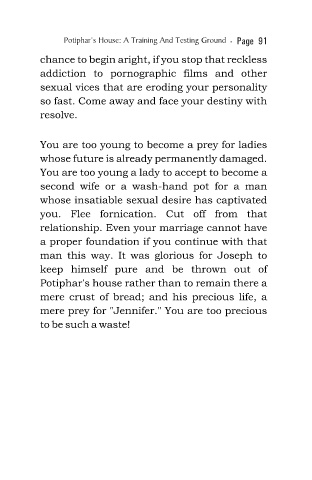 Potiphar's House: A Training And Testing Ground . Page 91
chance to begin aright, if you stop that reckless
addiction to pornographic films and other
sexual vices that are eroding your personality
so fast. Come away and face your destiny with
resolve.
You are too young to become a prey for ladies
whose future is already permanently damaged.
You are too young a lady to accept to become a
second wife or a wash-hand pot for a man
whose insatiable sexual desire has captivated
you. Flee fornication. Cut off from that
relationship. Even your marriage cannot have
a proper foundation if you continue with that
man this way. It was glorious for Joseph to
keep himself pure and be thrown out of
Potiphar's house rather than to remain there a
mere crust of bread; and his precious life, a
mere prey for "Jennifer." You are too precious
to be such a waste!